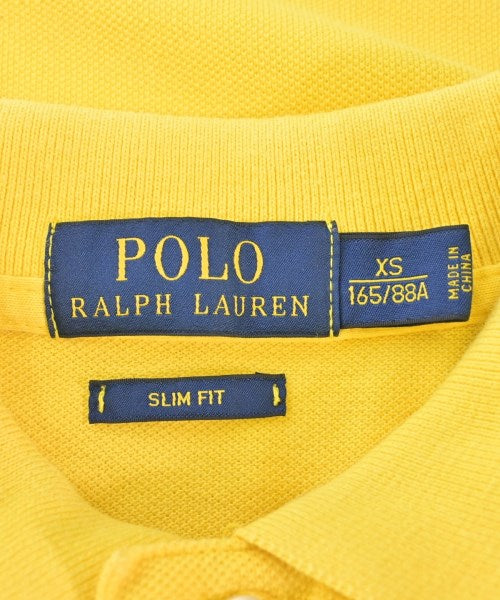 POLO
RALPH LAUREN
XS
165/88A
MADE IN
CHINA
SLIM FIT